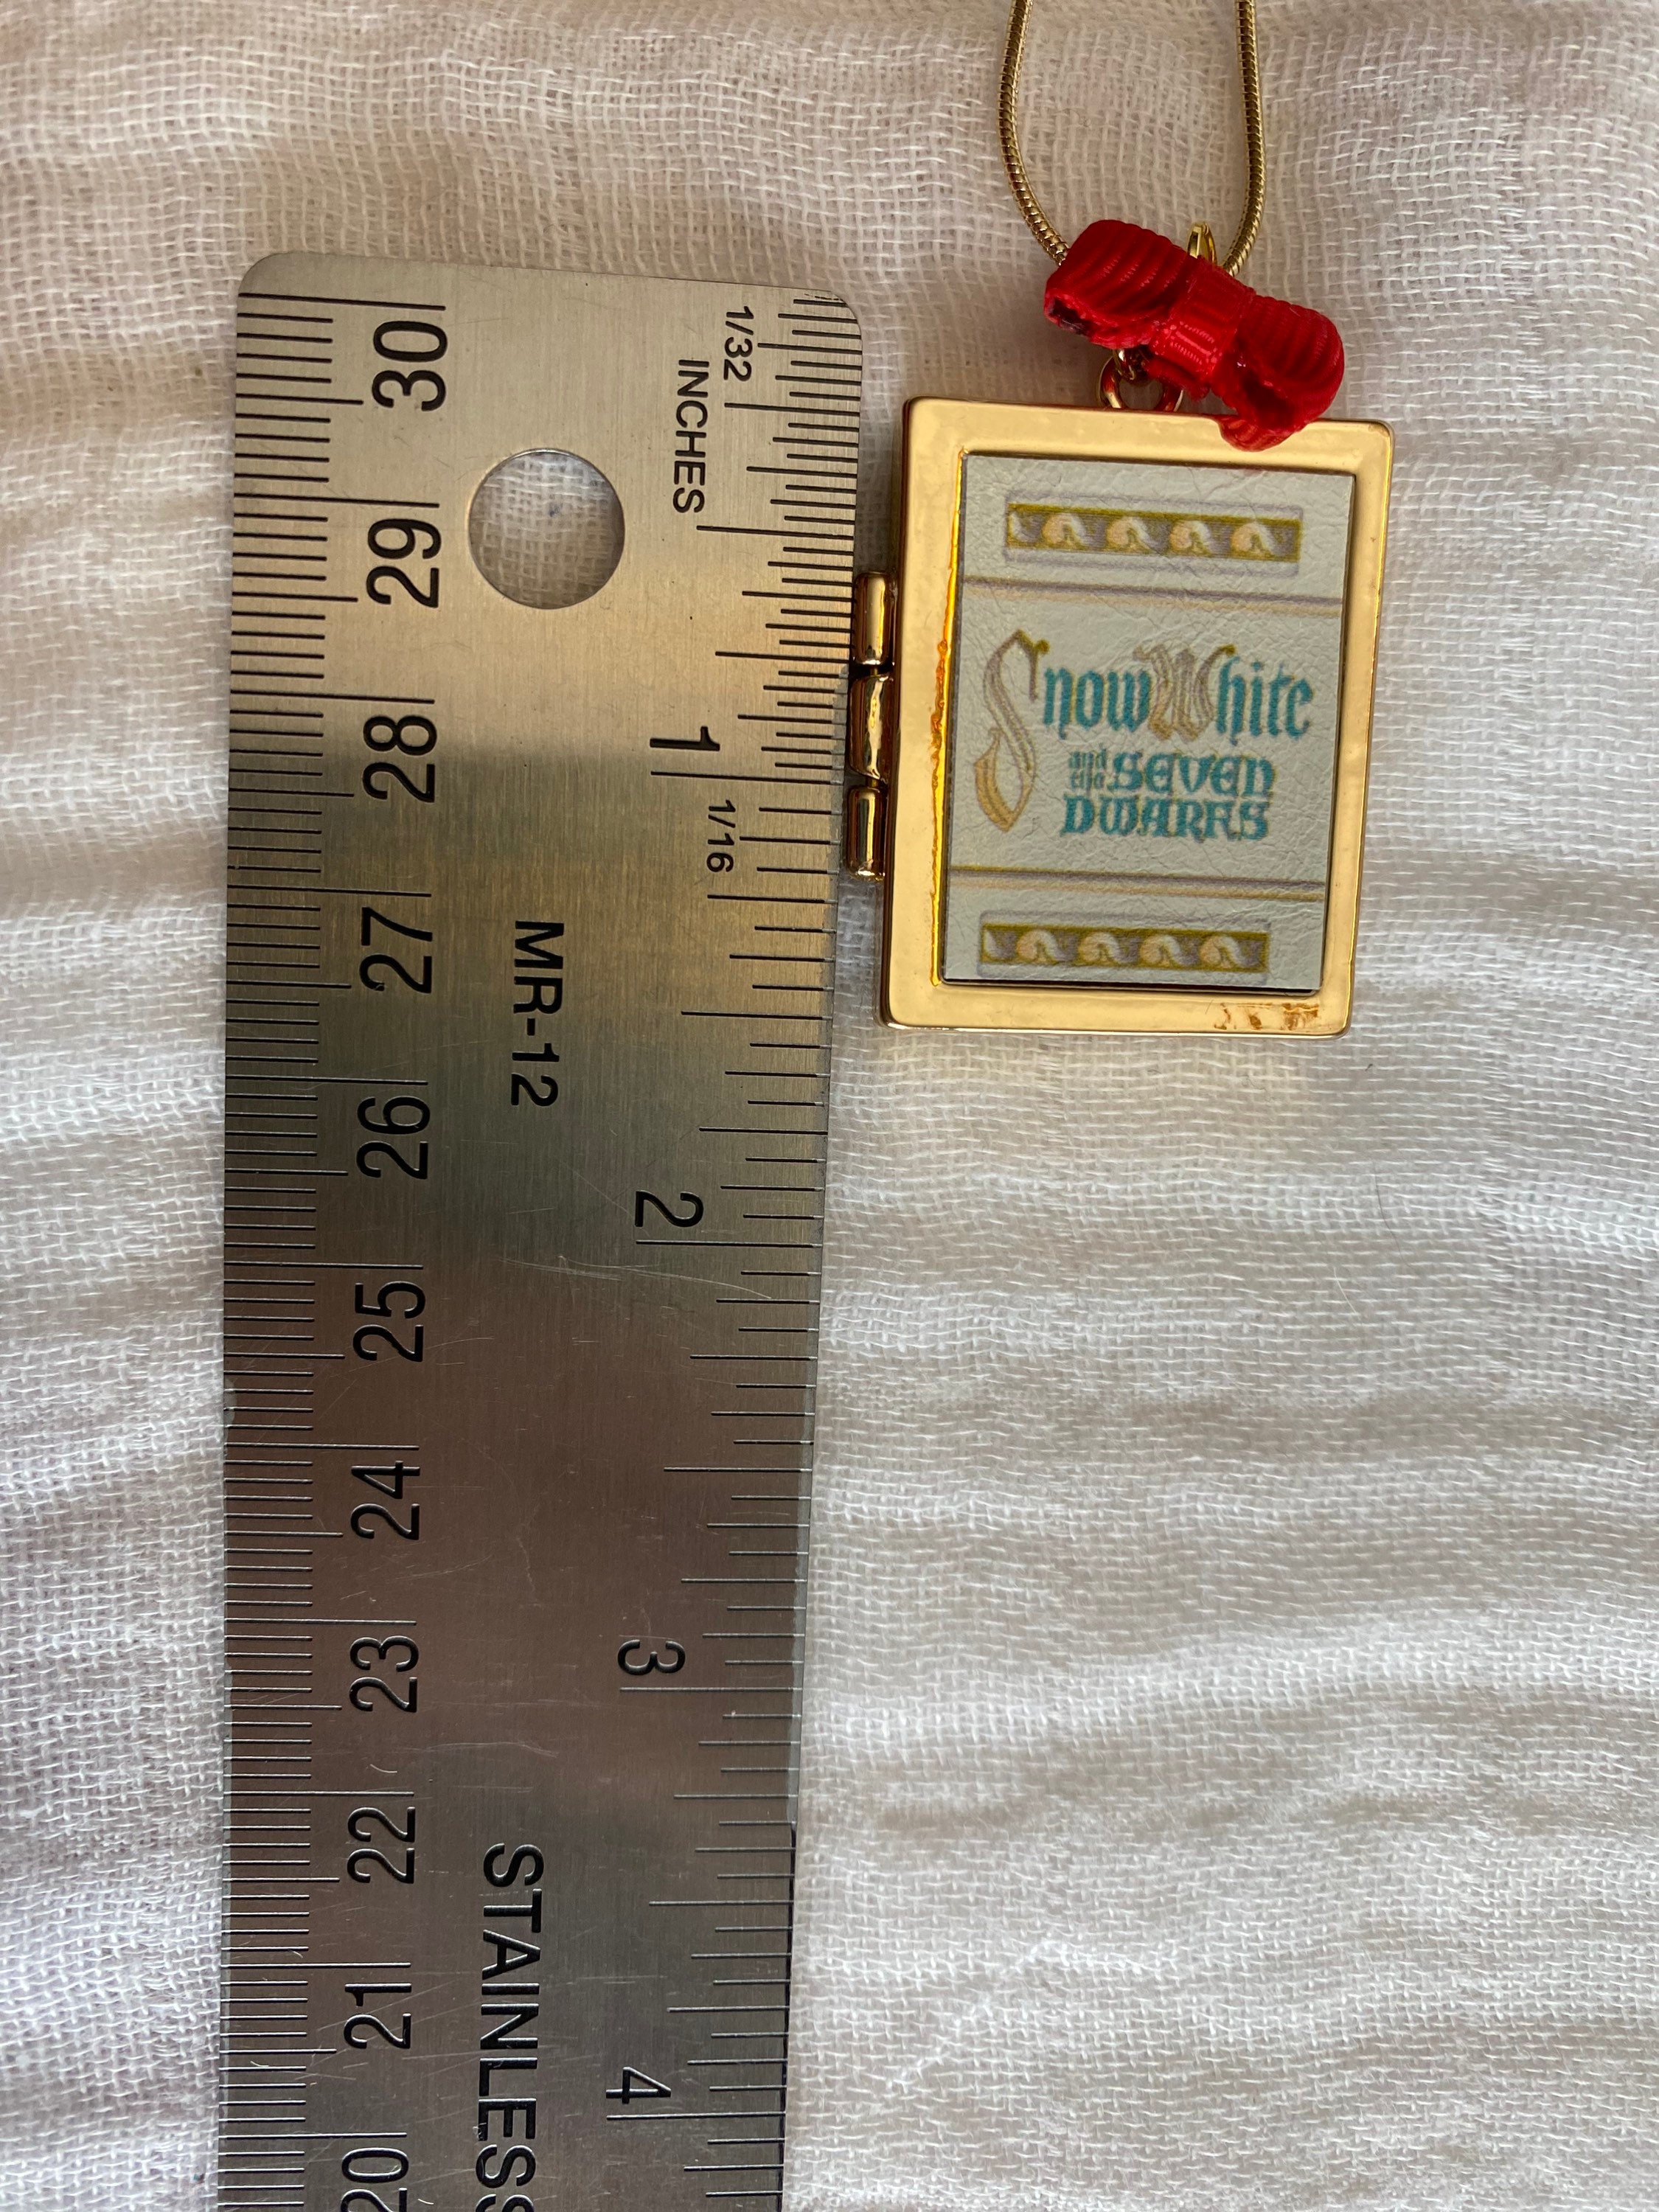 30
29
28
27
26
25
24
23
22
21
20
MR-12
STAINLESS
1/32
INCHES
1
1/16
2
3
4
Snow White
and
the SEVEN
DWARFS